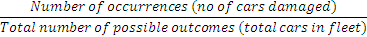 Number of occurrences (no of cars damaged)
Total number of possible outcomes (total cars in fleet)